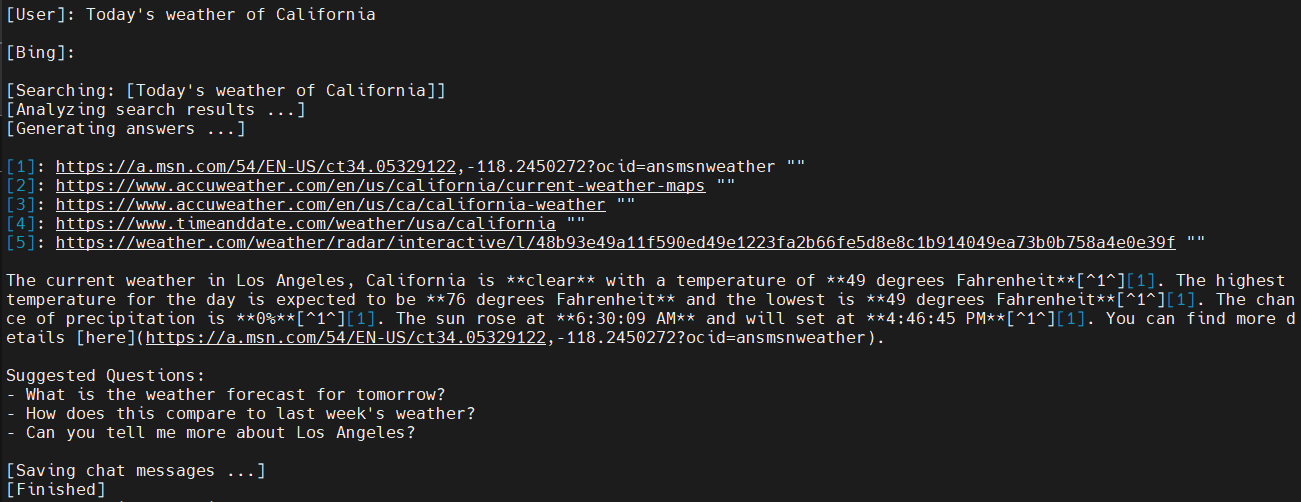 [User]: Today's weather of California
[Bing]:
[Searching: [Today's weather of California]]
[Analyzing search results ...]
[Generating answers ...]
[1]: https://a.msn.com/54/EN-US/ct34.05329122,-118.2450272?ocid=ansmsnweather ""
[2]: https://www.accuweather.com/en/us/california/current-weather-maps ""
[3]: https://www.accuweather.com/en/us/ca/california-weather ""
[4]: https://www.timeanddate.com/weather/usa/california ""
[5]: https://weather.com/weather/radar/interactive/l/48b93e49a11f590ed49e1223fa2b66fe5d8e8c1b914049ea73b0b758a4e0e39f ""
The current weather in Los Angeles, California is **clear** with a temperature of **49 degrees Fahrenheit**[^1^][1]. The highest
temperature for the day is expected to be **76 degrees Fahrenheit** and the lowest is **49 degrees Fahrenheit**[^1^][1]. The chan
ce of precipitation is **0%**[^1^][1]. The sun rose at **6:30:09 AM** and will set at **4:46:45 PM**[^1^][1]. You can find more d
etails [here](https://a.msn.com/54/EN-US/ct34.05329122,-118.2450272?ocid=ansmsnweather).
Suggested Questions:
- What is the weather forecast for tomorrow?
- How does this compare to last week's weather?
- Can you tell me more about Los Angeles?
[Saving chat messages ...]
[Finished]